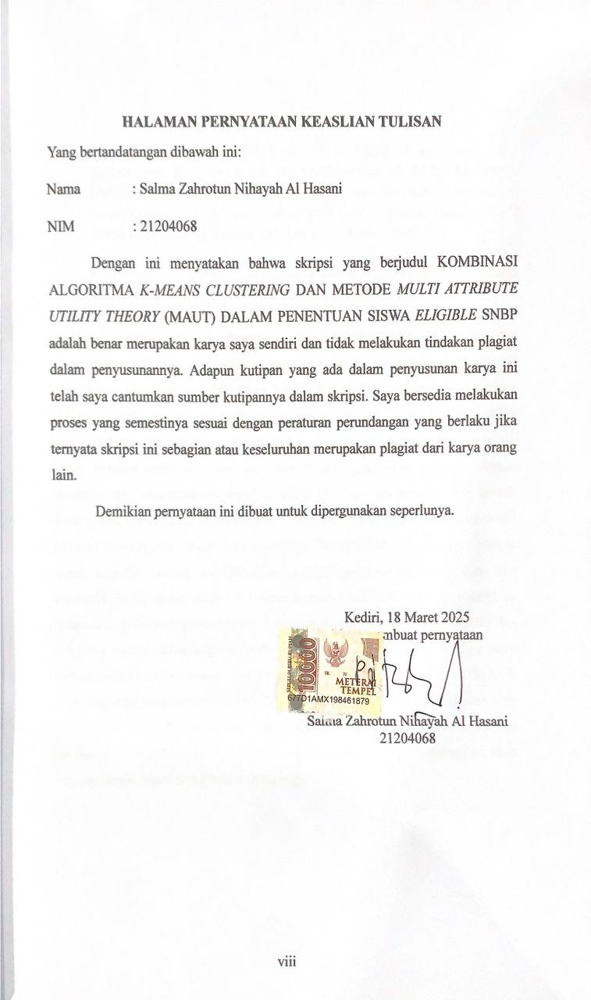 HALAMAN PERNYATAAN KEASLIAN TULISAN
Yang bertandatangan dibawah ini:
Nama : Salma Zahrotun Nihayah Al Hasani
NIM : 21204068
Dengan ini menyatakan bahwa skripsi yang berjudul KOMBINASI
ALGORITMA K-MEANS CLUSTERING DAN METODE MULTI ATTRIBUTE
UTILITY THEORY (MAUT) DALAM PENENTUAN SISWA ELIGIBLE SNBP
adalah benar merupakan karya saya sendiri dan tidak melakukan tindakan plagiat
dalam penyusunannya. Adapun kutipan yang ada dalam penyusunan karya ini
telah saya cantumkan sumber kutipannya dalam skripsi. Saya bersedia melakukan
proses yang semestinya sesuai dengan peraturan perundangan yang berlaku jika
ternyata skripsi ini sebagian atau keseluruhan merupakan plagiat dari karya orang
lain.
Demikian pernyataan ini dibuat untuk dipergunakan seperlunya.
Kediri, 18 Maret 2025
mbuat pernyataan
10000
METERAI
TEMPEL
677D1AMX198461879
Salma Zahrotun Nihayah Al Hasani
21204068
viii